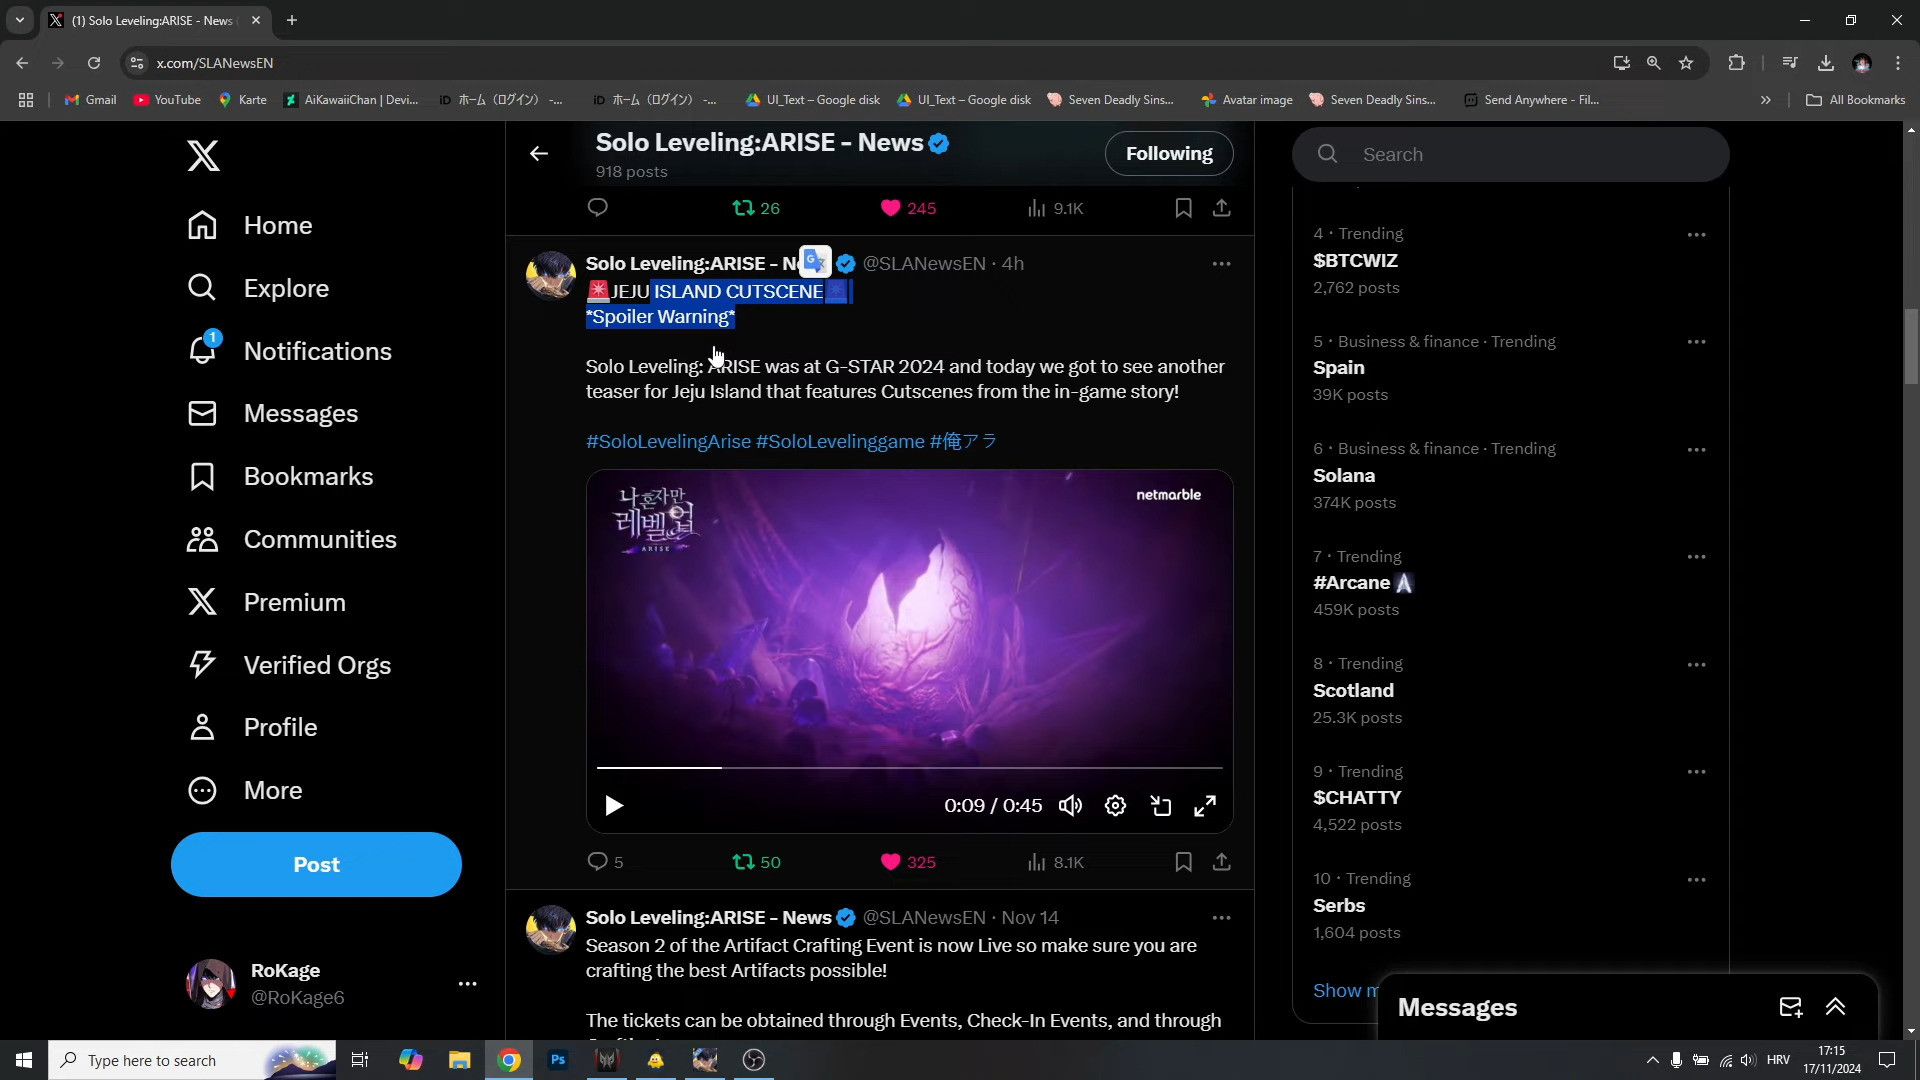 (1) Solo Leveling:ARISE - News
x.com/SLANewsEN
Gmail
YouTube
Karte
AiKawaiiChan | Devi...
ホーム（ログイン） -...
ホーム（ログイン） -...
UI_Text – Google disk
UI_Text – Google disk
Seven Deadly Sins...
Avatar image
Seven Deadly Sins...
Send Anywhere - Fil...
All Bookmarks
Home
Explore
1
Notifications
Messages
Bookmarks
Communities
Premium
Verified Orgs
Profile
More
Post
RoKage
@RoKage6
Solo Leveling:ARISE - News
918 posts
Following
26 245 9.1K
Solo Leveling:ARISE - Ne @SLANewsEN · 4h
🚨JEJU ISLAND CUTSCENE🚨
*Spoiler Warning*
Solo Leveling: ARISE was at G-STAR 2024 and today we got to see another
teaser for Jeju Island that features Cutscenes from the in-game story!
#SoloLevelingArise #SoloLevelinggame #俺アラ
나 혼자만
레벨업
ARISE
netmarble
0:09 / 0:45
5 50 325 8.1K
Solo Leveling:ARISE - News @SLANewsEN · Nov 14
Season 2 of the Artifact Crafting Event is now Live so make sure you are
crafting the best Artifacts possible!
The tickets can be obtained through Events, Check-In Events, and through
Search
4 · Trending
$BTCWIZ
2,762 posts
5 · Business & finance · Trending
Spain
39K posts
6 · Business & finance · Trending
Solana
374K posts
7 · Trending
#Arcane
459K posts
8 · Trending
Scotland
25.3K posts
9 · Trending
$CHATTY
4,522 posts
10 · Trending
Serbs
1,604 posts
Show m
Messages
Type here to search
Ps
HRV
17:15
17/11/2024